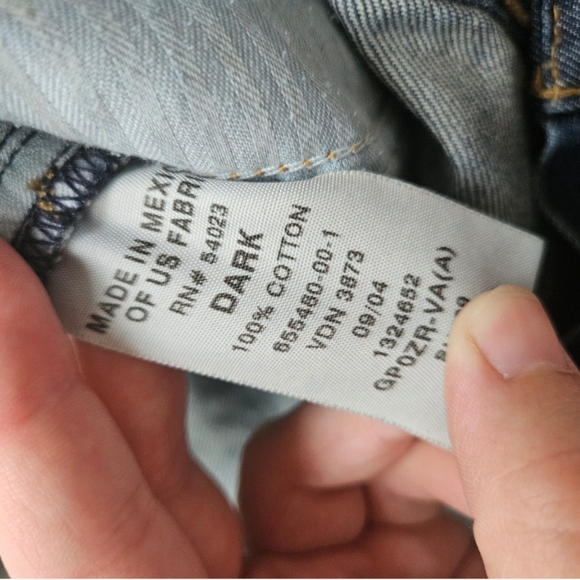 MADE IN MEXI
OF US FABRI
RN# 54023
DARK
100% COTTON
655460-00-1
VDN 3873
09/04
1324652
GP0ZR-VA(A)